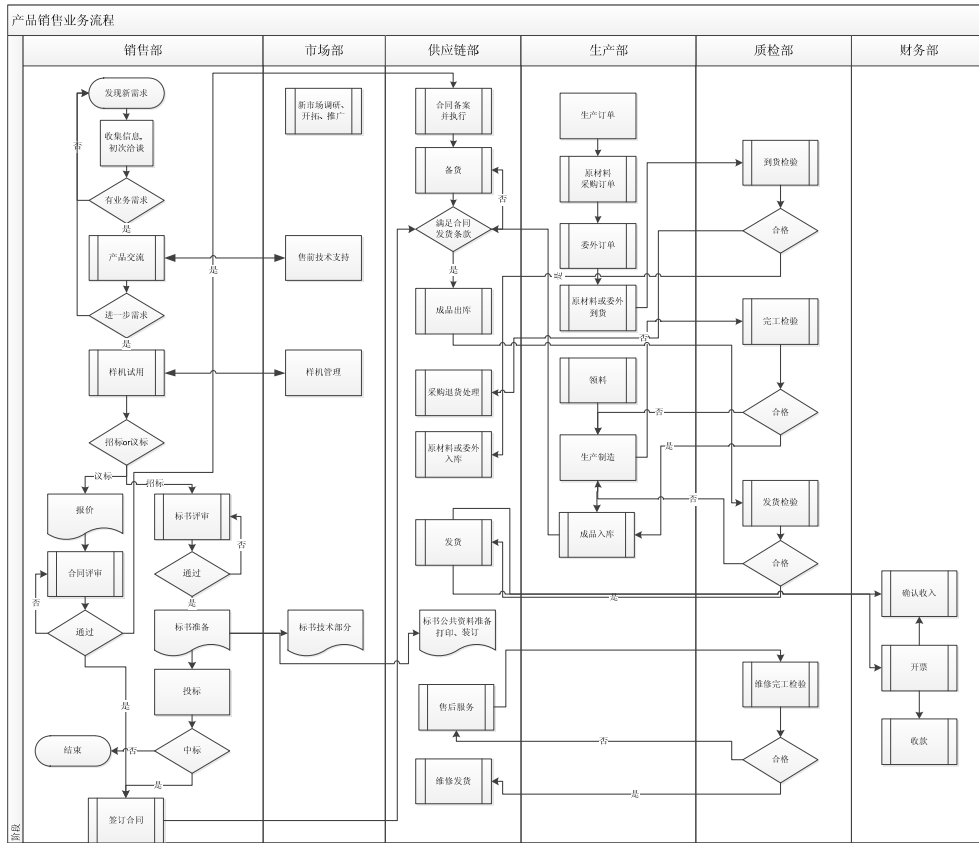 产品销售业务流程
销售部
市场部
供应链部
生产部
质检部
财务部
阶段
发现新需求
收集信息，
初次洽谈
否
有业务需求
是
产品交流
进一步需求
是
样机试用
招标or议标
议标
招标
报价
标书评审
否
合同评审
通过
否
是
通过
标书准备
投标
是
中标
否
结束
是
签订合同
是
新市场调研、
开拓、推广
售前技术支持
样机管理
标书技术部分
合同备案
并执行
备货
否
满足合同
发货条款
是
成品出库
采购退货处理
原材料或委外
入库
发货
标书公共资料准备
打印、装订
售后服务
维修发货
生产订单
原材料
采购订单
委外订单
原材料或委外
到货
领料
生产制造
成品入库
到货检验
合格
是
否
完工检验
合格
否
是
发货检验
合格
否
是
维修完工检验
合格
否
是
确认收入
开票
收款